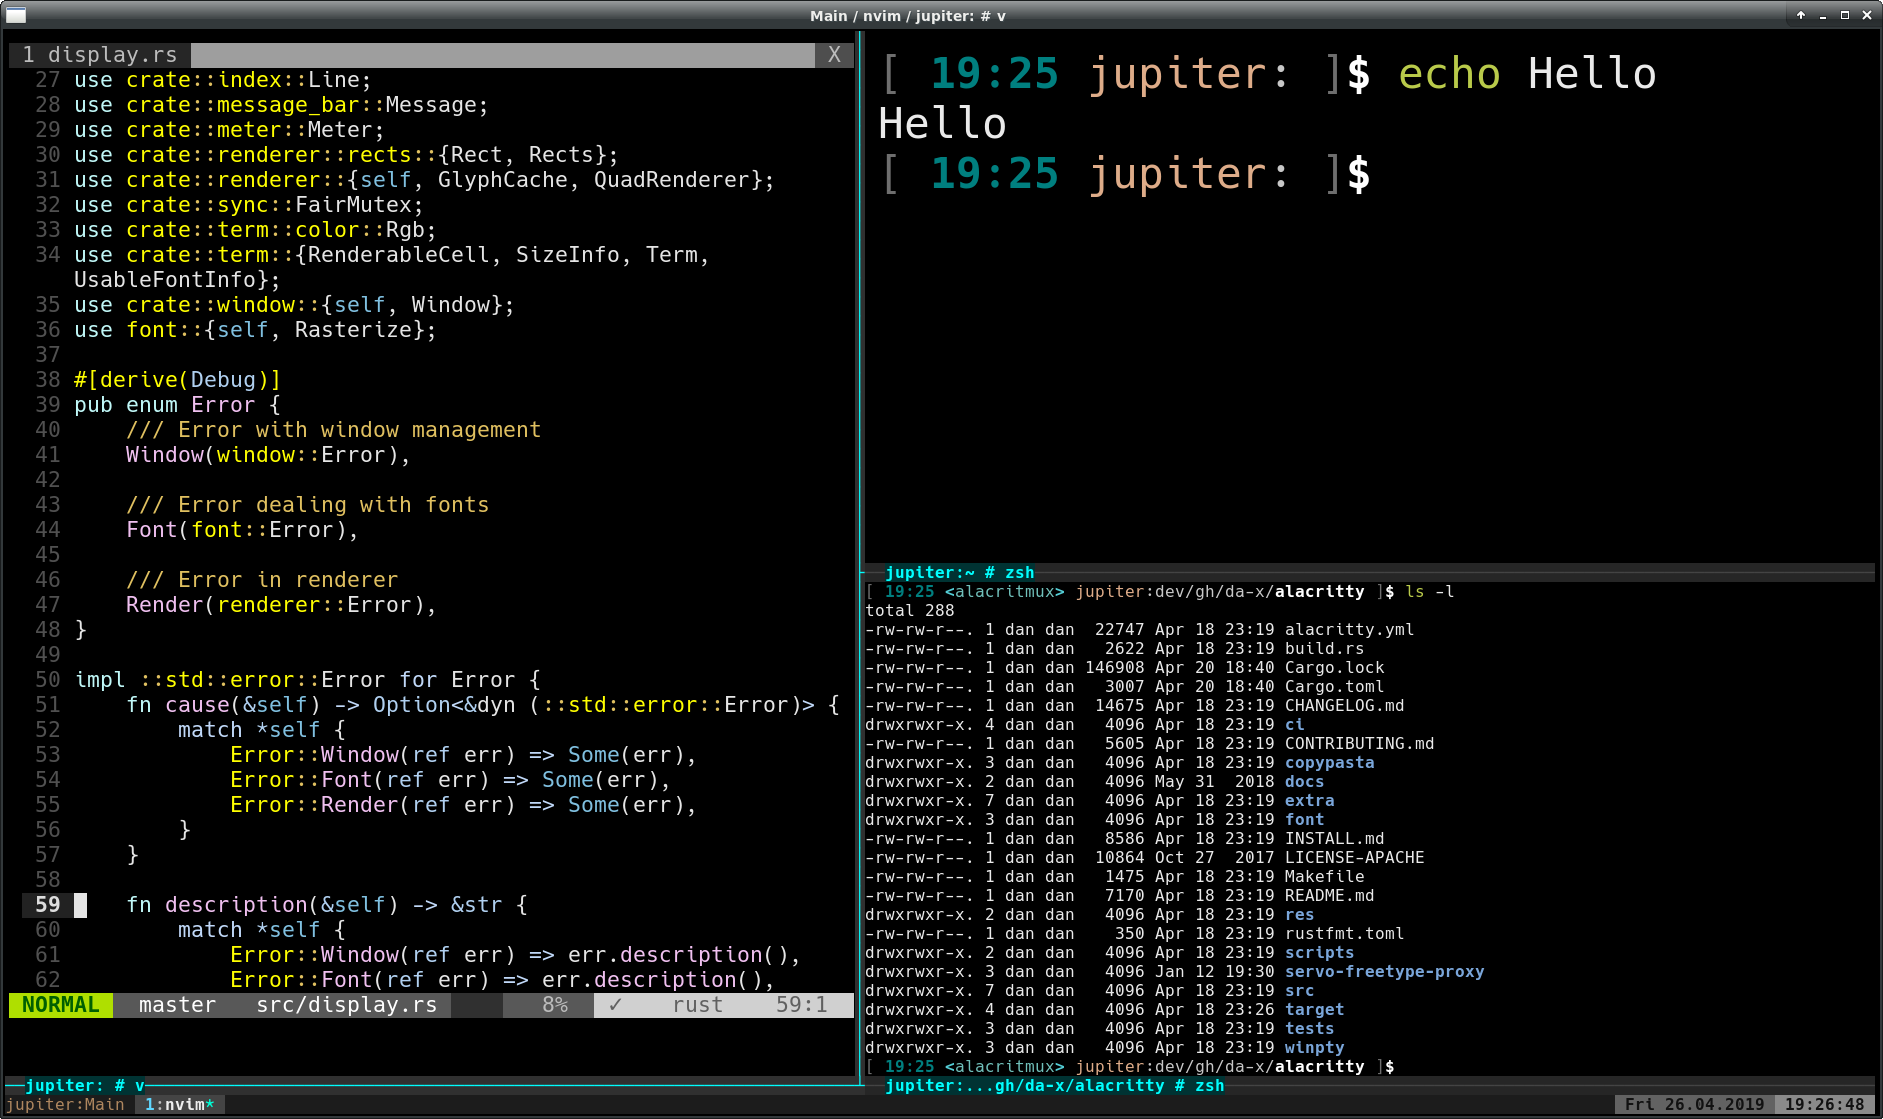 Main / nvim / jupiter: # v
1 display.rs X
27 use crate::index::Line;
28 use crate::message_bar::Message;
29 use crate::meter::Meter;
30 use crate::renderer::rects::{Rect, Rects};
31 use crate::renderer::{self, GlyphCache, QuadRenderer};
32 use crate::sync::FairMutex;
33 use crate::term::color::Rgb;
34 use crate::term::{RenderableCell, SizeInfo, Term,
UsableFontInfo};
35 use crate::window::{self, Window};
36 use font::{self, Rasterize};
37
38 #[derive(Debug)]
39 pub enum Error {
40     /// Error with window management
41     Window(window::Error),
42
43     /// Error dealing with fonts
44     Font(font::Error),
45
46     /// Error in renderer
47     Render(renderer::Error),
48 }
49
50 impl ::std::error::Error for Error {
51     fn cause(&self) -> Option<&dyn (::std::error::Error)> {
52         match *self {
53             Error::Window(ref err) => Some(err),
54             Error::Font(ref err) => Some(err),
55             Error::Render(ref err) => Some(err),
56         }
57     }
58
59     fn description(&self) -> &str {
60         match *self {
61             Error::Window(ref err) => err.description(),
62             Error::Font(ref err) => err.description(),
NORMAL master src/display.rs 8% ✓ rust 59:1
jupiter: # v
[ 19:25 jupiter: ]$ echo Hello
Hello
[ 19:25 jupiter: ]$
jupiter:~ # zsh
[ 19:25 <alacritmux> jupiter:dev/gh/da-x/alacritty ]$ ls -l
total 288
-rw-rw-r--. 1 dan dan  22747 Apr 18 23:19 alacritty.yml
-rw-rw-r--. 1 dan dan   2622 Apr 18 23:19 build.rs
-rw-rw-r--. 1 dan dan 146908 Apr 20 18:40 Cargo.lock
-rw-rw-r--. 1 dan dan   3007 Apr 20 18:40 Cargo.toml
-rw-rw-r--. 1 dan dan  14675 Apr 18 23:19 CHANGELOG.md
drwxrwxr-x. 4 dan dan   4096 Apr 18 23:19 ci
-rw-rw-r--. 1 dan dan   5605 Apr 18 23:19 CONTRIBUTING.md
drwxrwxr-x. 3 dan dan   4096 Apr 18 23:19 copypasta
drwxrwxr-x. 2 dan dan   4096 May 31  2018 docs
drwxrwxr-x. 7 dan dan   4096 Apr 18 23:19 extra
drwxrwxr-x. 3 dan dan   4096 Apr 18 23:19 font
-rw-rw-r--. 1 dan dan   8586 Apr 18 23:19 INSTALL.md
-rw-rw-r--. 1 dan dan  10864 Oct 27  2017 LICENSE-APACHE
-rw-rw-r--. 1 dan dan   1475 Apr 18 23:19 Makefile
-rw-rw-r--. 1 dan dan   7170 Apr 18 23:19 README.md
drwxrwxr-x. 2 dan dan   4096 Apr 18 23:19 res
-rw-rw-r--. 1 dan dan    350 Apr 18 23:19 rustfmt.toml
drwxrwxr-x. 2 dan dan   4096 Apr 18 23:19 scripts
drwxrwxr-x. 3 dan dan   4096 Jan 12 19:30 servo-freetype-proxy
drwxrwxr-x. 7 dan dan   4096 Apr 18 23:19 src
drwxrwxr-x. 4 dan dan   4096 Apr 18 23:26 target
drwxrwxr-x. 3 dan dan   4096 Apr 18 23:19 tests
drwxrwxr-x. 3 dan dan   4096 Apr 18 23:19 winpty
[ 19:25 <alacritmux> jupiter:dev/gh/da-x/alacritty ]$
jupiter:...gh/da-x/alacritty # zsh
jupiter:Main 1:nvim* Fri 26.04.2019 19:26:48